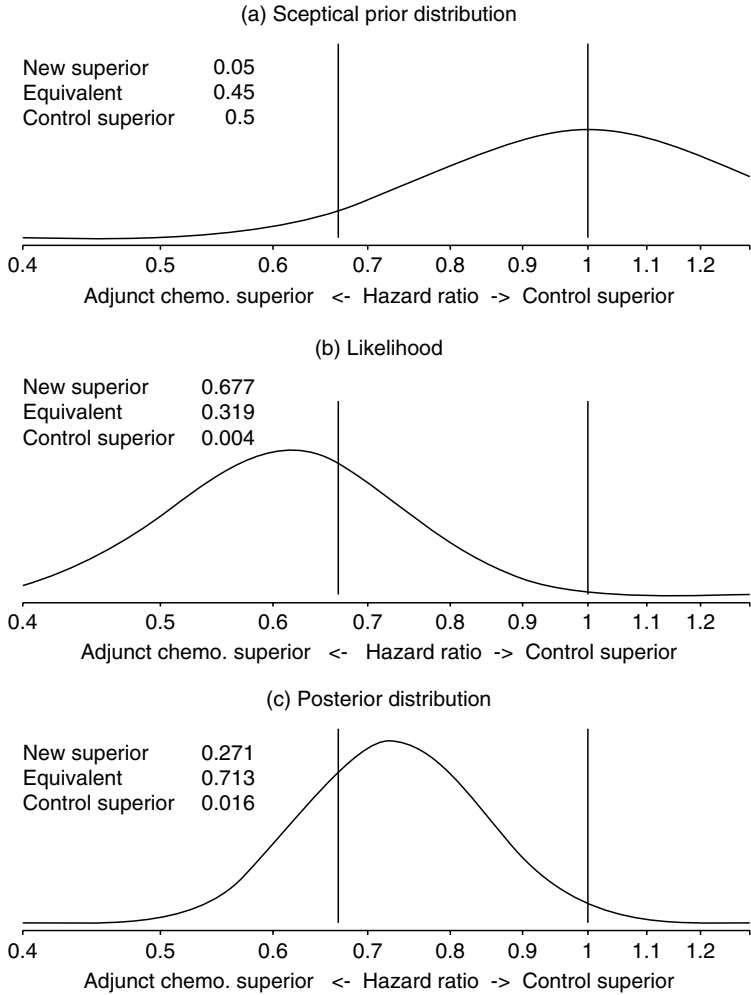 (a) Sceptical prior distribution
New superior 0.05
Equivalent 0.45
Control superior 0.5
0.4 0.5 0.6 0.7 0.8 0.9 1 1.1 1.2
Adjunct chemo. superior <- Hazard ratio -> Control superior
(b) Likelihood
New superior 0.677
Equivalent 0.319
Control superior 0.004
0.4 0.5 0.6 0.7 0.8 0.9 1 1.1 1.2
Adjunct chemo. superior <- Hazard ratio -> Control superior
(c) Posterior distribution
New superior 0.271
Equivalent 0.713
Control superior 0.016
0.4 0.5 0.6 0.7 0.8 0.9 1 1.1 1.2
Adjunct chemo. superior <- Hazard ratio -> Control superior